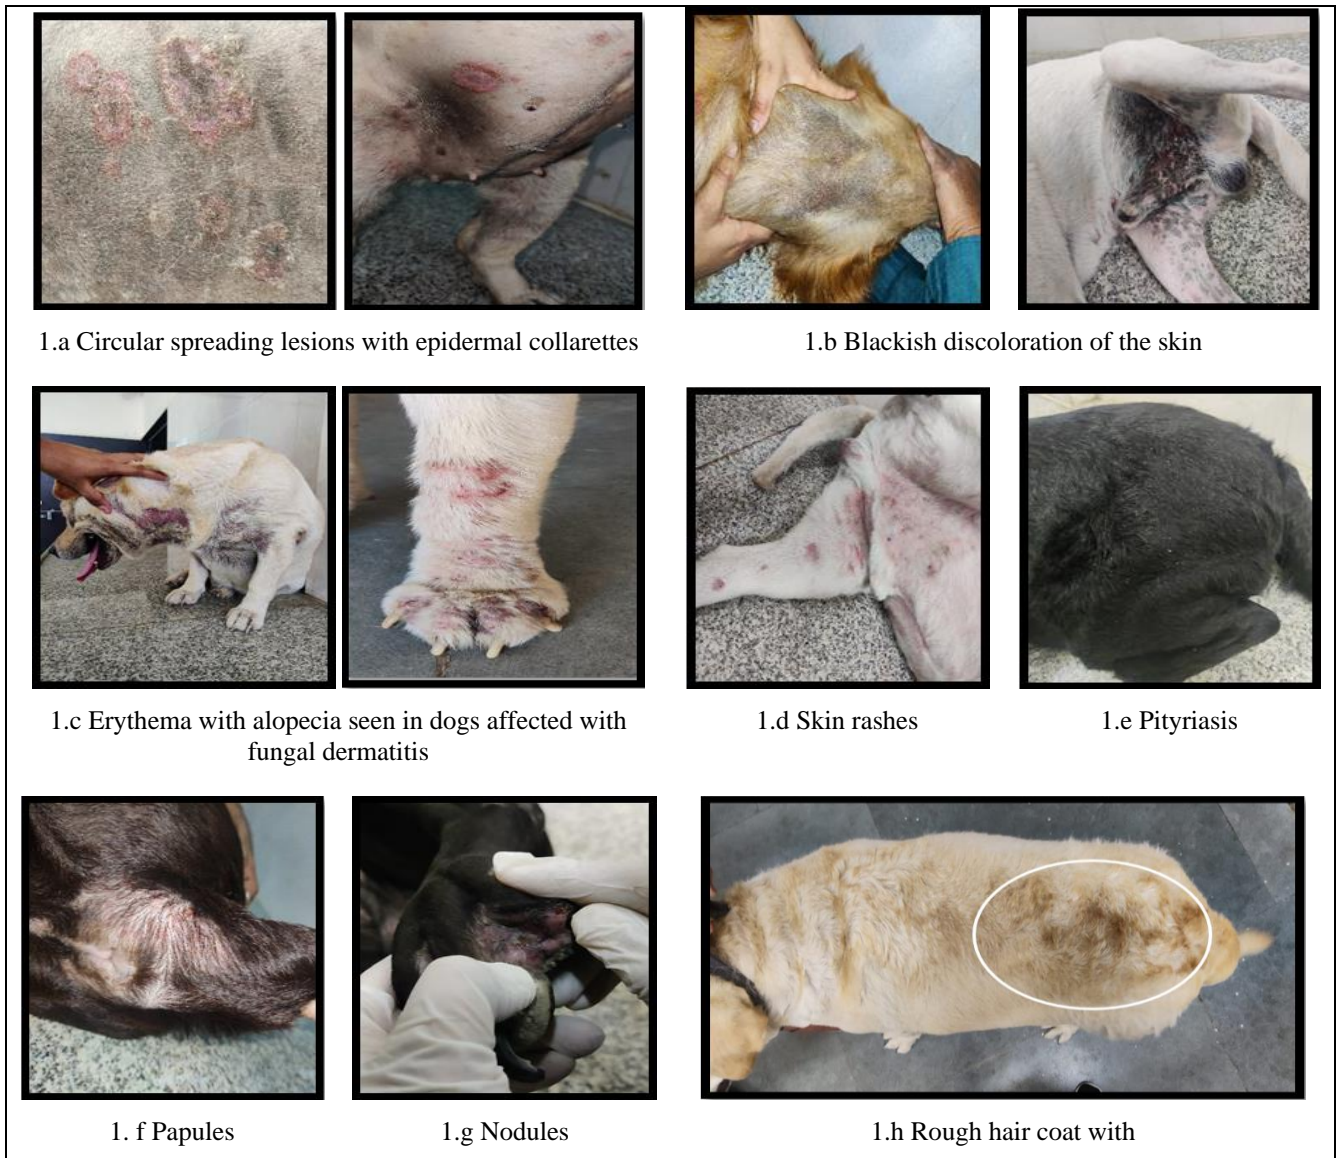 1.a Circular spreading lesions with epidermal collarettes
1.b Blackish discoloration of the skin
1.c Erythema with alopecia seen in dogs affected with
fungal dermatitis
1.d Skin rashes
1.e Pityriasis
1. f Papules
1.g Nodules
1.h Rough hair coat with